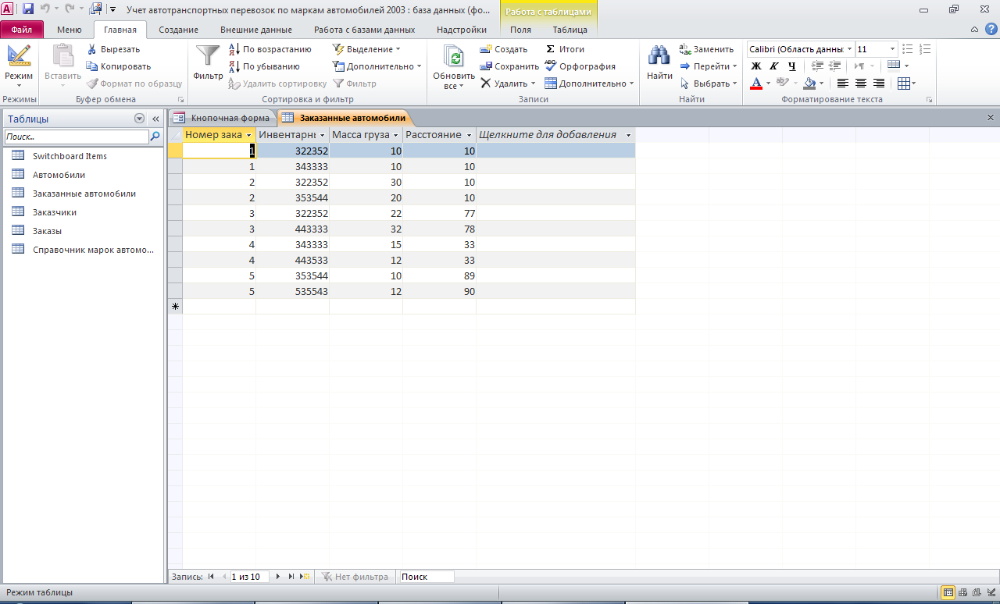 Учет автотранспортных перевозок по маркам автомобилей 2003 : база данных (фо...
Работа с таблицами
Файл Меню Главная Создание Внешние данные Работа с базами данных Надстройки Поля Таблица
Режим
Режимы
Вставить
Вырезать
Копировать
Формат по образцу
Буфер обмена
Фильтр
По возрастанию
По убыванию
Удалить сортировку
Выделение
Дополнительно
Фильтр
Сортировка и фильтр
Обновить
все
Создать
Сохранить
Удалить
Итоги
Орфография
Дополнительно
Записи
Найти
Заменить
Перейти
Выбрать
Найти
Calibri (Область данны 11
Ж К Ч
Форматирование текста
Таблицы
Поиск...
Switchboard Items
Автомобили
Заказанные автомобили
Заказчики
Заказы
Справочник марок автомо...
Кнопочная форма Заказанные автомобили
Номер зака Инвентарнь Масса груза Расстояние Щелкните для добавления
1 322352 10 10
1 343333 10 10
2 322352 30 10
2 353544 20 10
3 322352 22 77
3 443333 32 78
4 343333 15 33
4 443533 12 33
5 353544 10 89
5 535543 12 90
Запись: 1 из 10 Нет фильтра Поиск
Режим таблицы